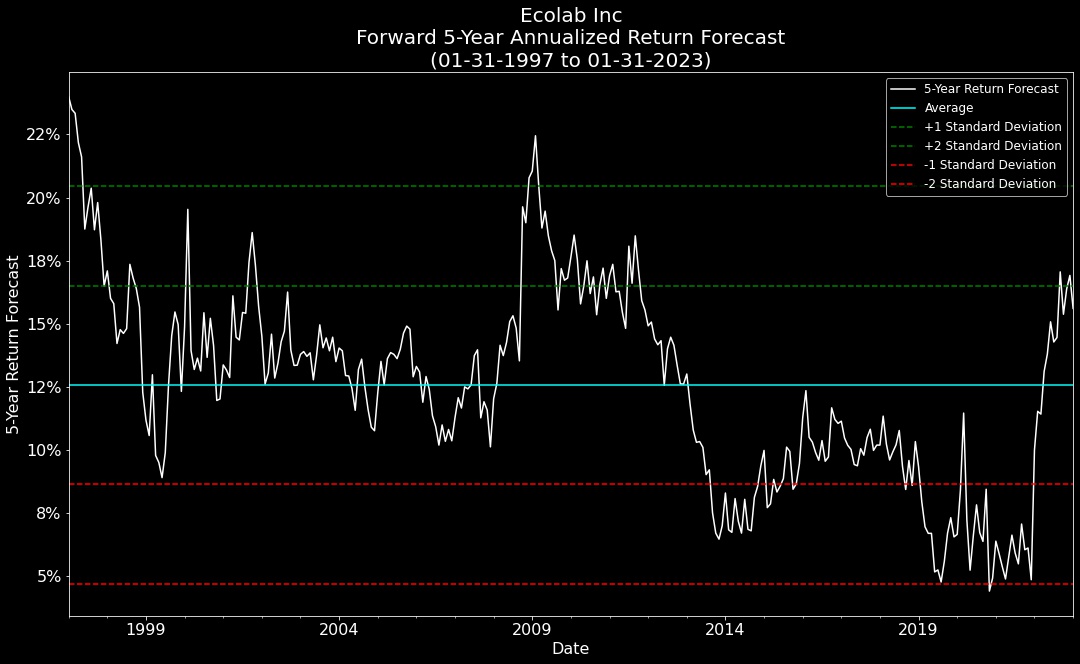 Ecolab Inc
Forward 5-Year Annualized Return Forecast
(01-31-1997 to 01-31-2023)
5-Year Return Forecast
Average
+1 Standard Deviation
+2 Standard Deviation
-1 Standard Deviation
-2 Standard Deviation
5-Year Return Forecast
22%
20%
18%
15%
12%
10%
8%
5%
1999 2004 2009 2014 2019
Date